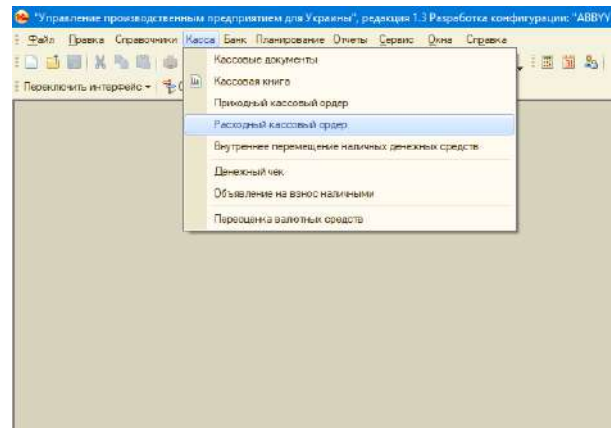 "Управление производственным предприятием для Украины", редакция 1.3 Разработка конфигурации: "ABBYY
Файл Правка Справочники Касса Банк Планирование Отчеты Сервис Окна Справка
Переключить интерфейс
Кассовые документы
Кассовая книга
Приходный кассовый ордер
Расходный кассовый ордер
Внутреннее перемещение наличных денежных средств
Денежный чек
Объявление на взнос наличными
Переоценка валютных средств